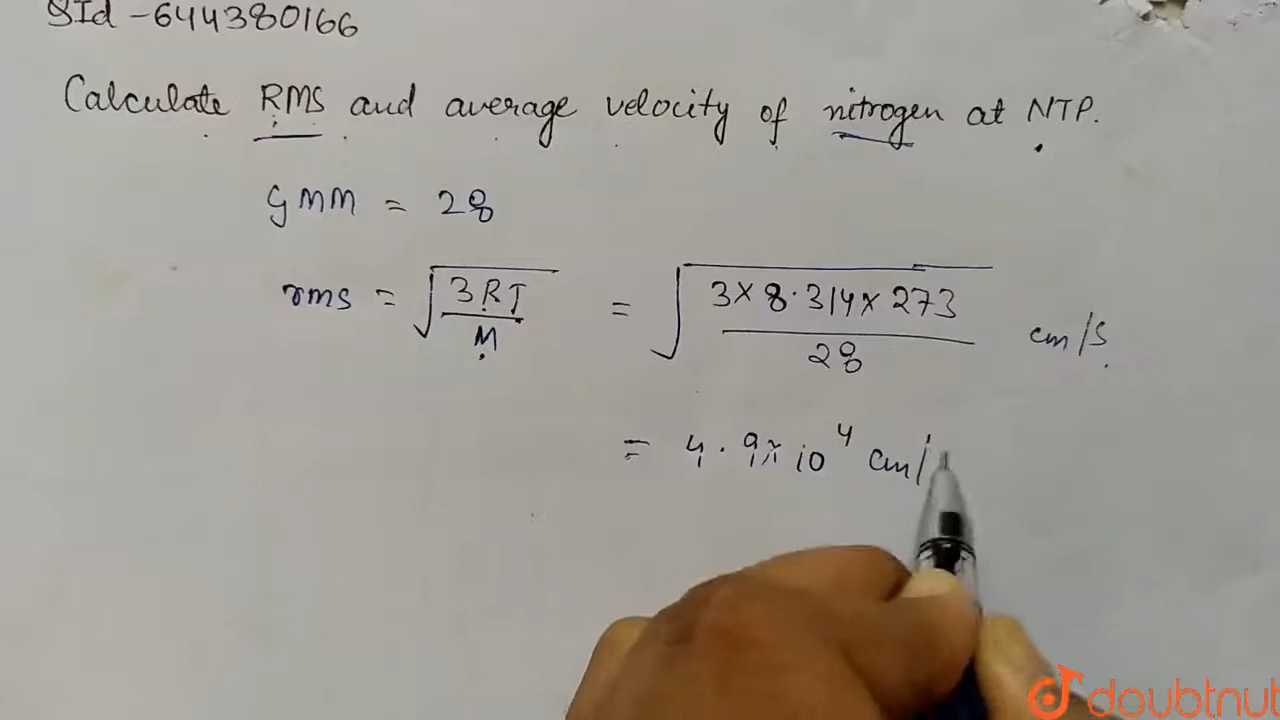 QId - 644380166
Calculate RMS and average velocity of nitrogen at NTP.
GMM = 28
rms = √(3RT/M) = √(3×8.314×273/28) cm/s.
= 4.9×10⁴ cm/
doubtnut